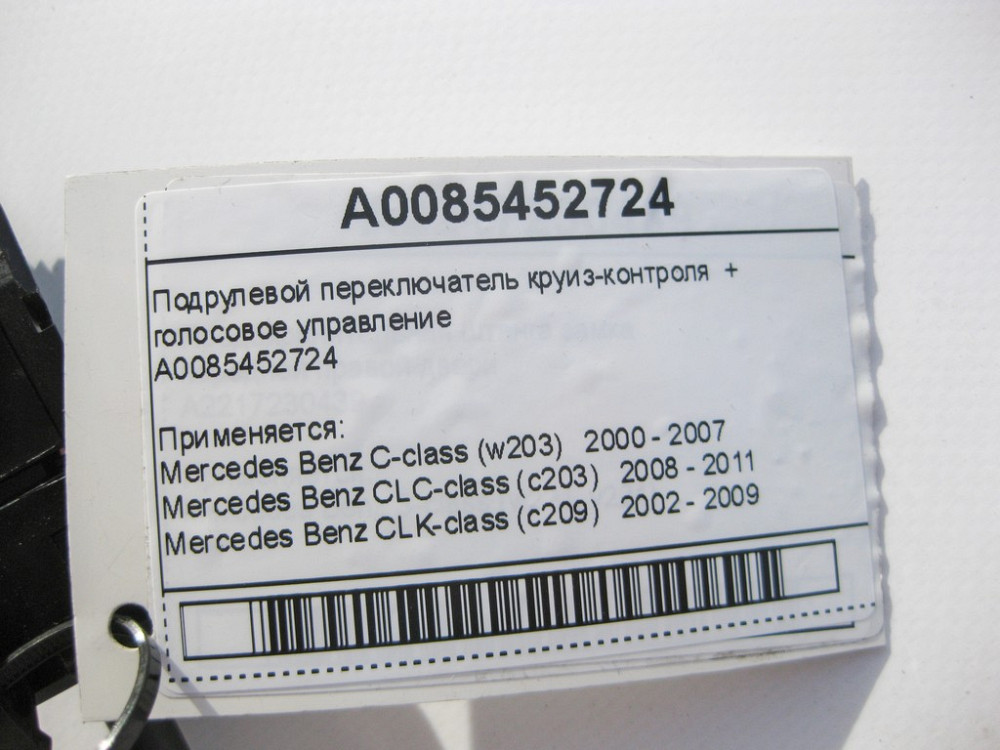 A0085452724
Подрулевой переключатель круиз-контроля +
голосовое управление
A0085452724
Применяется:
Mercedes Benz C-class (w203) 2000 - 2007
Mercedes Benz CLC-class (c203) 2008 - 2011
Mercedes Benz CLK-class (c209) 2002 - 2009